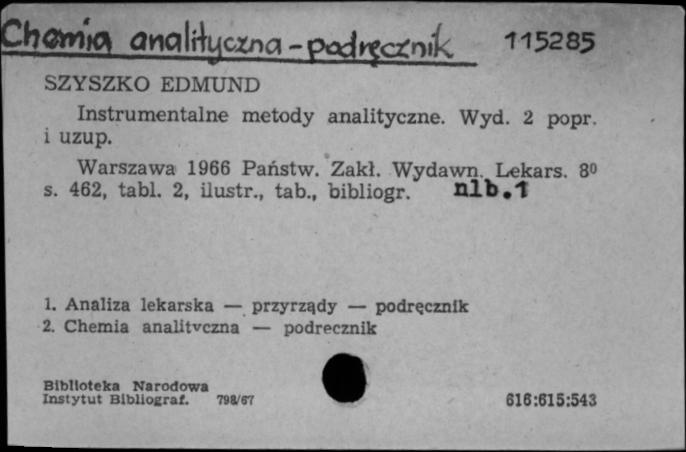 Chemia analityczna - podręcznik 115285
SZYSZKO EDMUND
Instrumentalne metody analityczne. Wyd. 2 popr.
i uzup.
Warszawa 1966 Państw. Zakł. Wydawn. Lekars. 8⁰
s. 462, tabl. 2, ilustr., tab., bibliogr. nlb.1
1. Analiza lekarska — przyrządy — podręcznik
2. Chemia analityczna — podrecznik
Biblioteka Narodowa
Instytut Bibliograf. 798/67 616:615:543